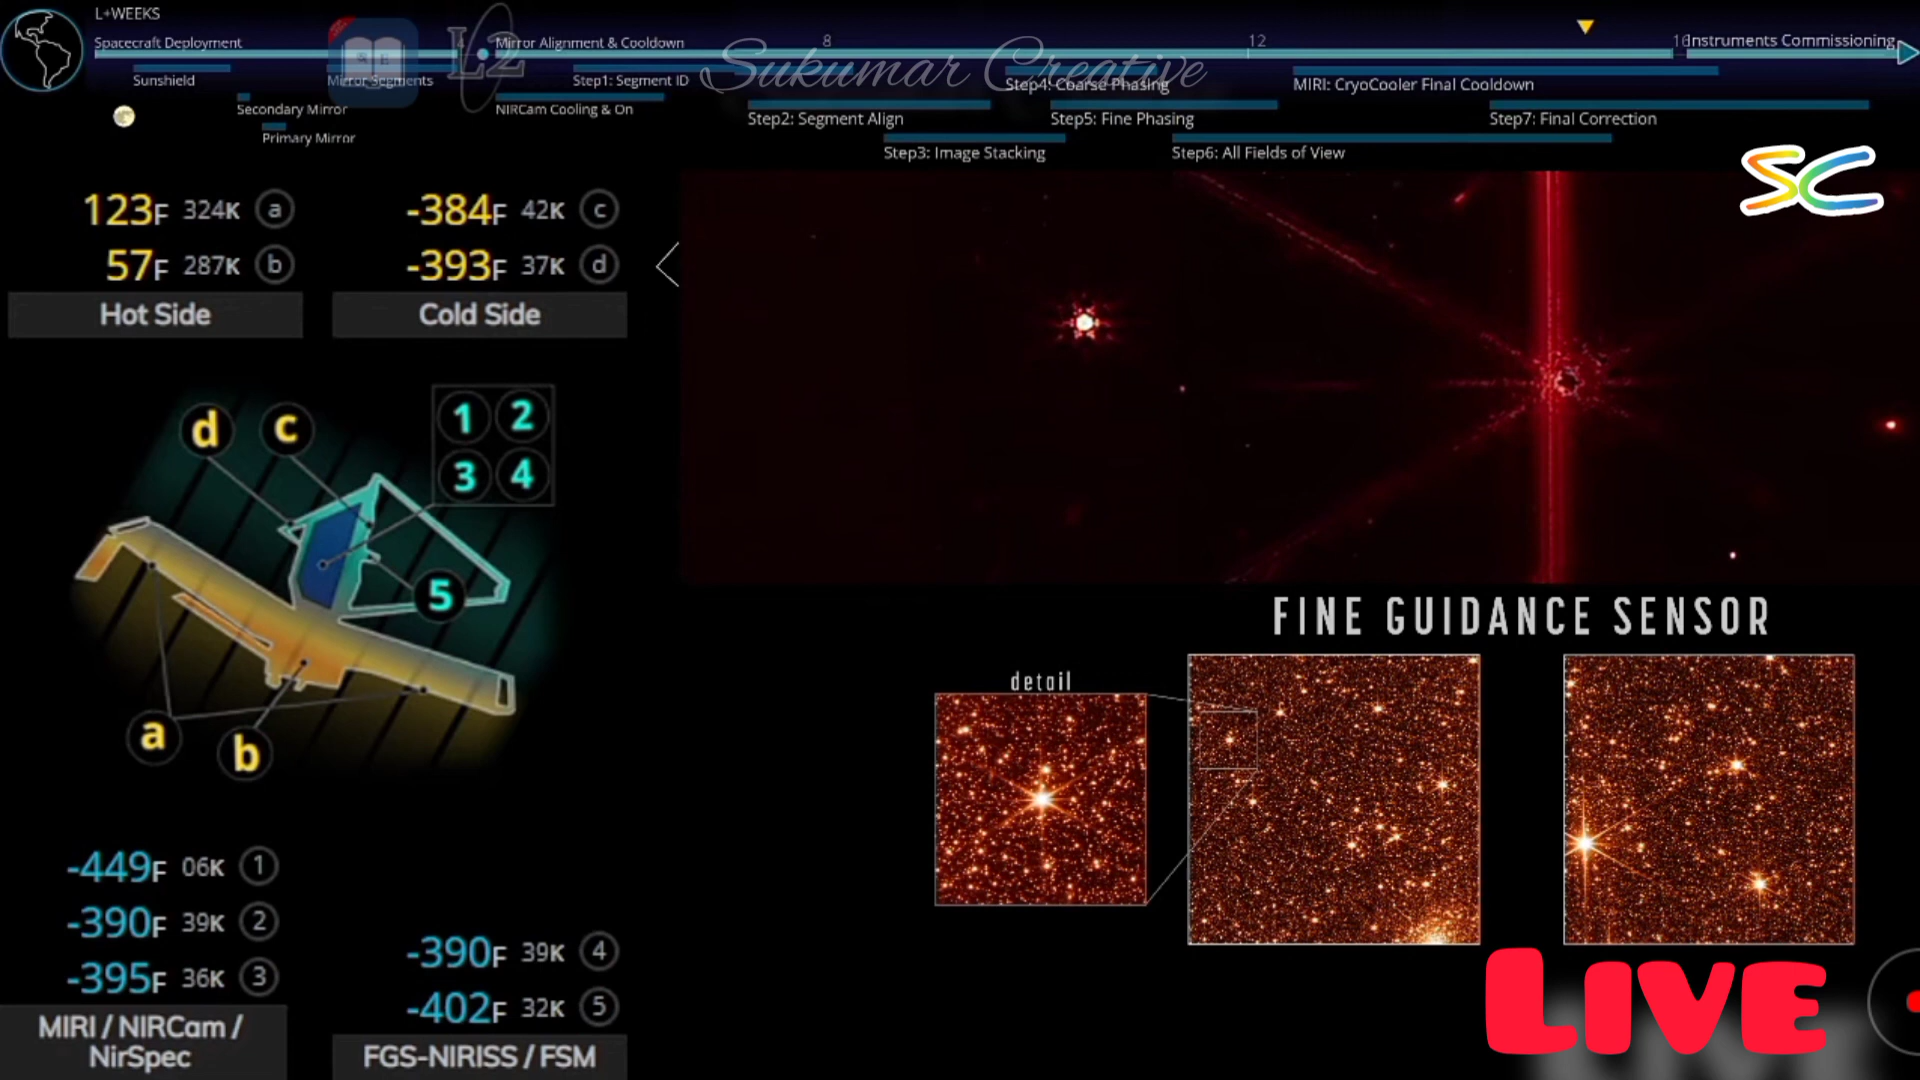 L+WEEKS
Spacecraft Deployment
Mirror Alignment & Cooldown
8
12
16
Instruments Commissioning
Sunshield
Mirror Segments
L2
Sukumar Creative
Step1: Segment ID
Step4: Coarse Phasing
MIRI: CryoCooler Final Cooldown
Secondary Mirror
NIRCam Cooling & On
Step2: Segment Align
Step5: Fine Phasing
Step7: Final Correction
Primary Mirror
Step3: Image Stacking
Step6: All Fields of View
SC
123F 324K a
57F 287K b
Hot Side
-384F 42K c
-393F 37K d
Cold Side
d c
1 2
3 4
5
a b
FINE GUIDANCE SENSOR
detail
-449F 06K 1
-390F 39K 2
-395F 36K 3
MIRI / NIRCam /
NirSpec
-390F 39K 4
-402F 32K 5
FGS-NIRISS / FSM
LIVE